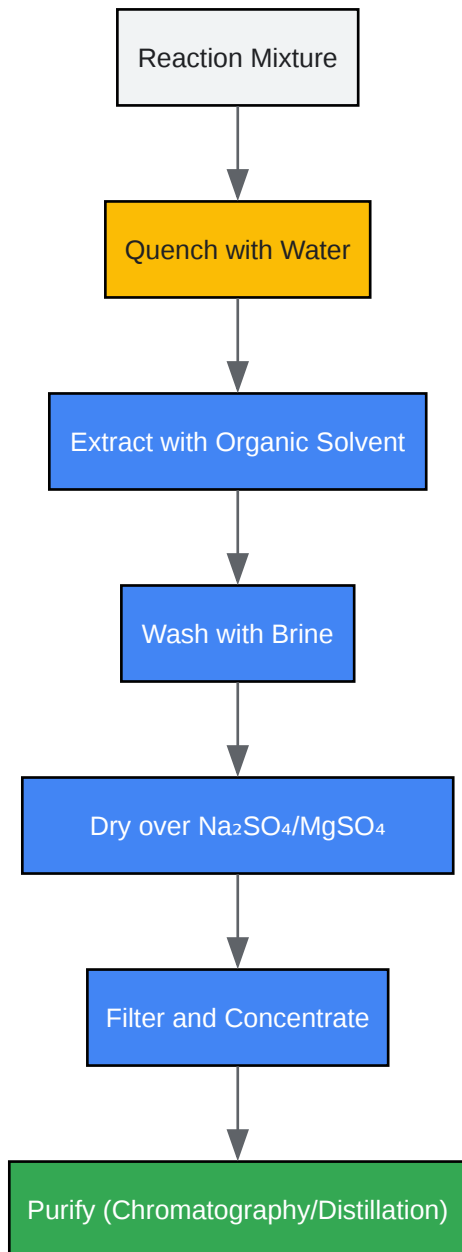 Reaction Mixture
Quench with Water
Extract with Organic Solvent
Wash with Brine
Dry over Na₂SO₄/MgSO₄
Filter and Concentrate
Purify (Chromatography/Distillation)